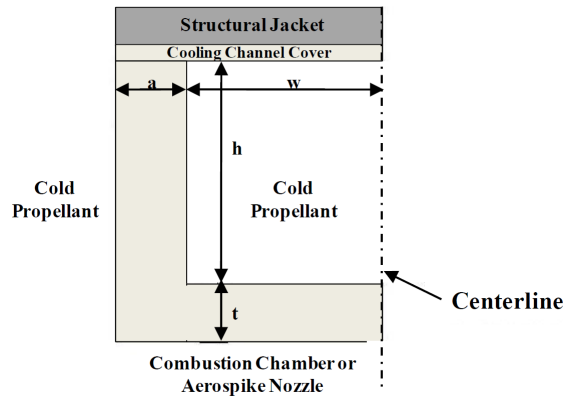 Structural Jacket
Cooling Channel Cover
a
w
h
Cold
Propellant
Cold
Propellant
Centerline
t
Combustion Chamber or
Aerospike Nozzle